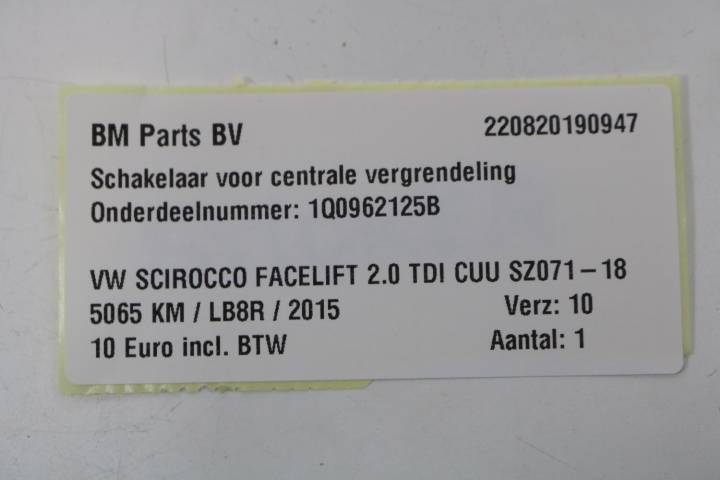 BM Parts BV 220820190947
Schakelaar voor centrale vergrendeling
Onderdeelnummer: 1Q0962125B
VW SCIROCCO FACELIFT 2.0 TDI CUU SZ071-18
5065 KM / LB8R / 2015 Verz: 10
10 Euro incl. BTW Aantal: 1